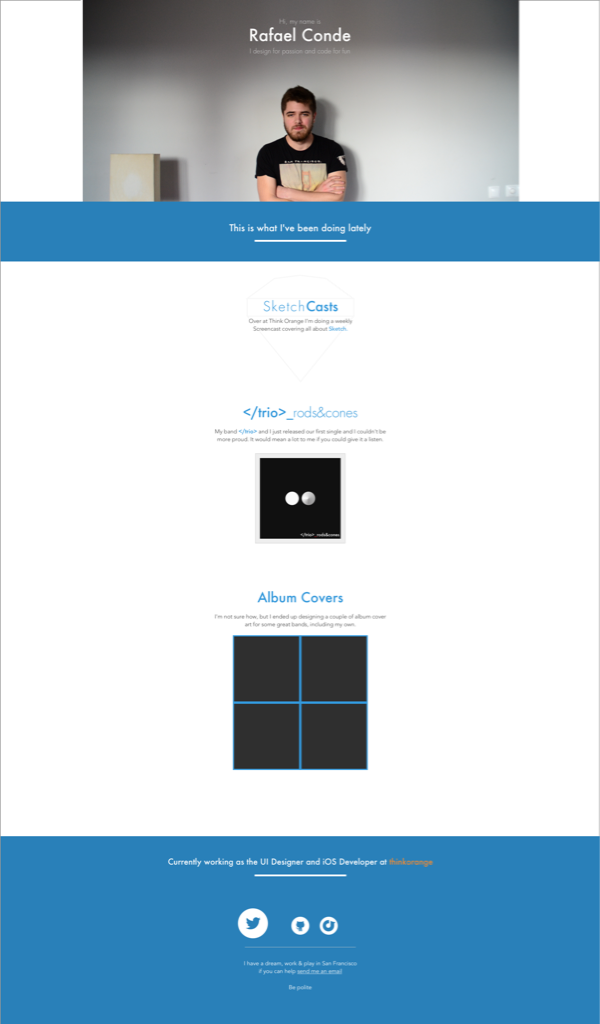 Hi, my name is
Rafael Conde
I design for passion and code for fun
SAN FRANCISCO
This is what I've been doing lately
SketchCasts
Over at Think Orange I'm doing a weekly
Screencast covering all about Sketch.
</trio>_rods&cones
My band </trio> and I just released our first single and I couldn't be
more proud. It would mean a lot to me if you could give it a listen.
</trio>_rods&cones
Album Covers
I'm not sure how, but I ended up designing a couple of album cover
art for some great bands, including my own.
Currently working as the UI Designer and iOS Developer at thinkorange
I have a dream, work & play in San Francisco
if you can help send me an email
Be polite